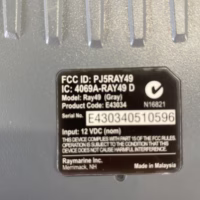 FCC ID: PJ5RAY49
IC: 4069A-RAY49 D
Model: Ray49 (Gray)
Product Code: E43034
N16821
Serial No.
E430340510596
Input: 12 VDC (nom)
THIS DEVICE COMPLIES WITH PART 15 OF THE FCC RULES.
OPERATION IS SUBJECT TO THE CONDITION THAT THIS DEVICE
DOES NOT CAUSE HARMFUL INTERFERENCE.
Raymarine Inc.
Merrimack, NH
Made in Malaysia